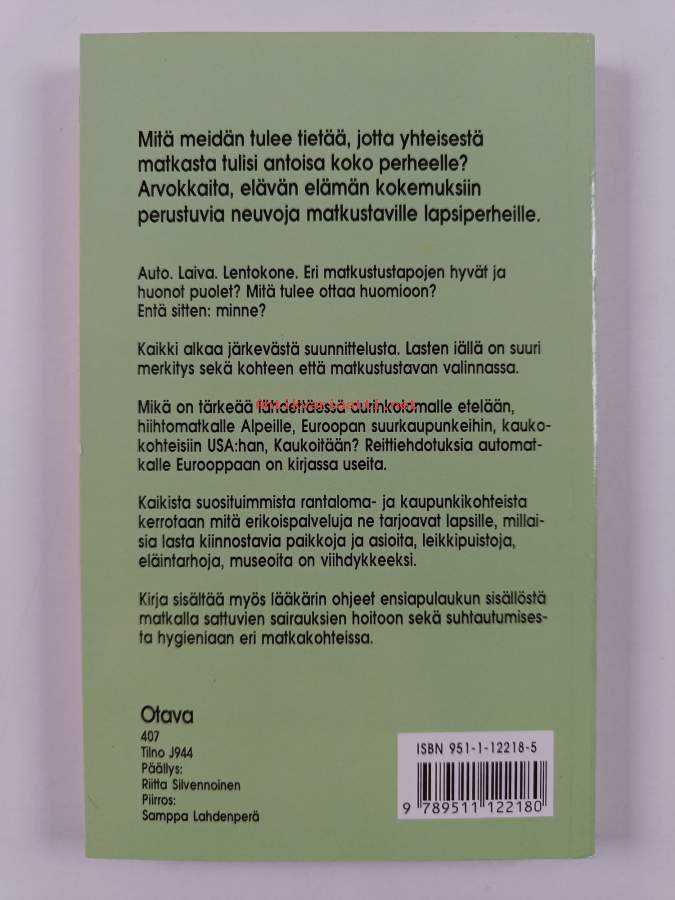 Mitä meidän tulee tietää, jotta yhteisestä
matkasta tulisi antoisa koko perheelle?
Arvokkaita, elävän elämän kokemuksiin
perustuvia neuvoja matkustaville lapsiperheille.
Auto. Laiva. Lentokone. Eri matkustustapojen hyvät ja
huonot puolet? Mitä tulee ottaa huomioon?
Entä sitten: minne?
Kaikki alkaa järkevästä suunnittelusta. Lasten iällä on suuri
merkitys sekä kohteen että matkustustavan valinnassa.
Mikä on tärkeää lähdettäessä aurinkolomalle etelään,
hiihtomatkalle Alpeille, Euroopan suurkaupunkeihin, kauko-
kohteisiin USA:han, Kaukoitään? Reittiehdotuksia automat-
kalle Eurooppaan on kirjassa useita.
Kaikista suosituimmista rantaloma- ja kaupunkikohteista
kerrotaan mitä erikoispalveluja ne tarjoavat lapsille, millai-
sia lasta kiinnostavia paikkoja ja asioita, leikkipuistoja,
eläintarhoja, museoita on viihdykkeeksi.
Kirja sisältää myös lääkärin ohjeet ensiapulaukun sisällöstä
matkalla sattuvien sairauksien hoitoon sekä suhtautumises-
ta hygieniaan eri matkakohteissa.
Otava
407
Tilno J944
Päällys:
Riitta Silvennoinen
Piirros:
Samppa Lahdenperä
ISBN 951-1-12218-5
9 789511 122180